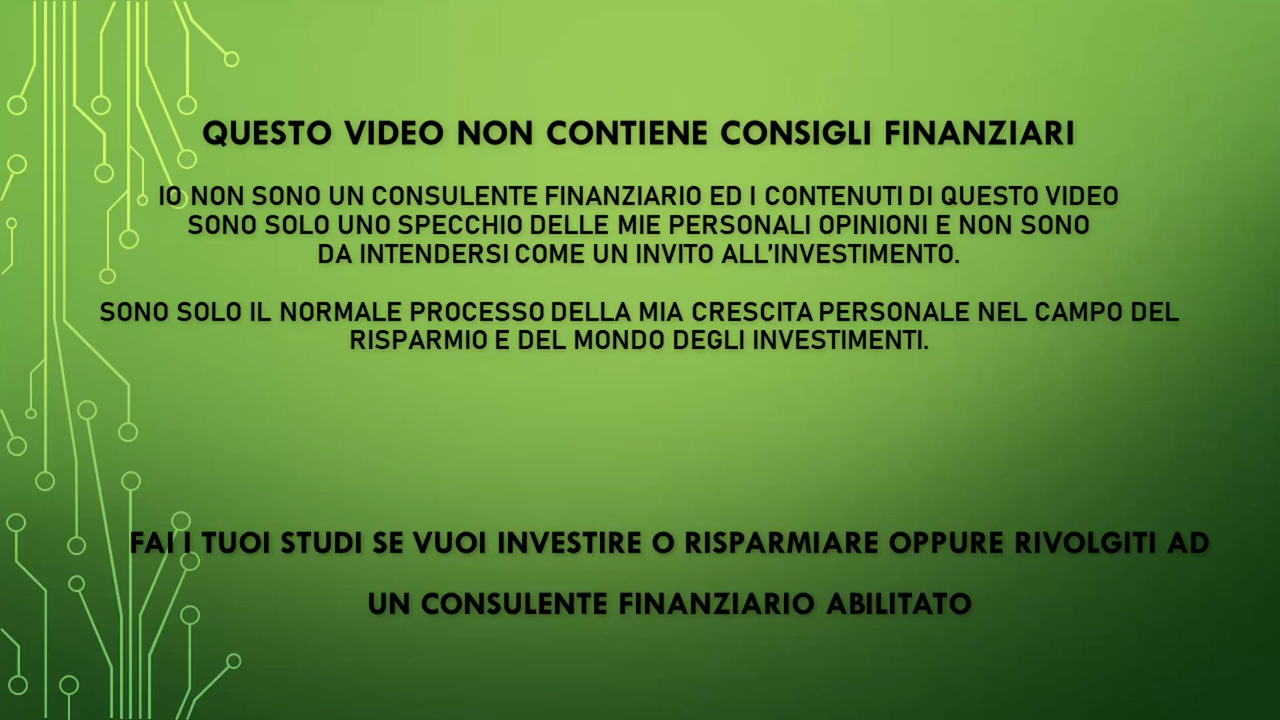 QUESTO VIDEO NON CONTIENE CONSIGLI FINANZIARI
IO NON SONO UN CONSULENTE FINANZIARIO ED I CONTENUTI DI QUESTO VIDEO
SONO SOLO UNO SPECCHIO DELLE MIE PERSONALI OPINIONI E NON SONO
DA INTENDERSI COME UN INVITO ALL'INVESTIMENTO.
SONO SOLO IL NORMALE PROCESSO DELLA MIA CRESCITA PERSONALE NEL CAMPO DEL
RISPARMIO E DEL MONDO DEGLI INVESTIMENTI.
FAI I TUOI STUDI SE VUOI INVESTIRE O RISPARMIARE OPPURE RIVOLGITI AD
UN CONSULENTE FINANZIARIO ABILITATO